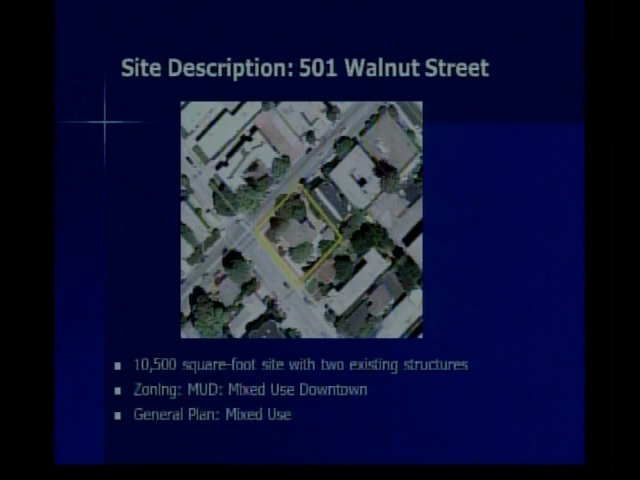 Site Description: 501 Walnut Street
10,500 square-foot site with two existing structures
Zoning: MUD: Mixed Use Downtown
General Plan: Mixed Use